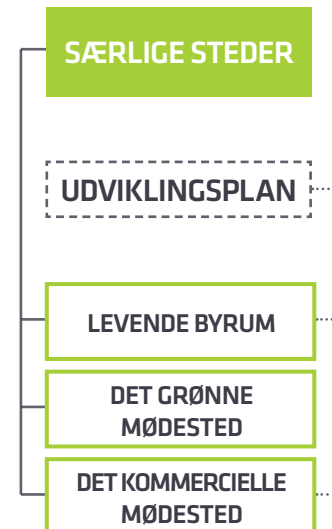 SÆRLIGE STEDER
UDVIKLINGSPLAN
LEVENDE BYRUM
DET GRØNNE
MØDESTED
DET KOMMERCIELLE
MØDESTED